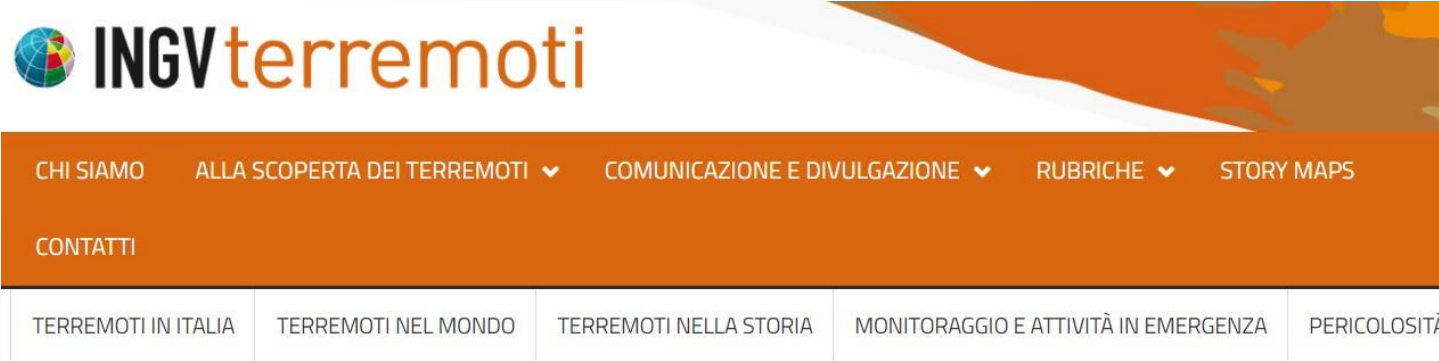 INGVterremoti
CHI SIAMO ALLA SCOPERTA DEI TERREMOTI COMUNICAZIONE E DIVULGAZIONE RUBRICHE STORY MAPS
CONTATTI
TERREMOTI IN ITALIA TERREMOTI NEL MONDO TERREMOTI NELLA STORIA MONITORAGGIO E ATTIVITÀ IN EMERGENZA PERICOLOSITÀ